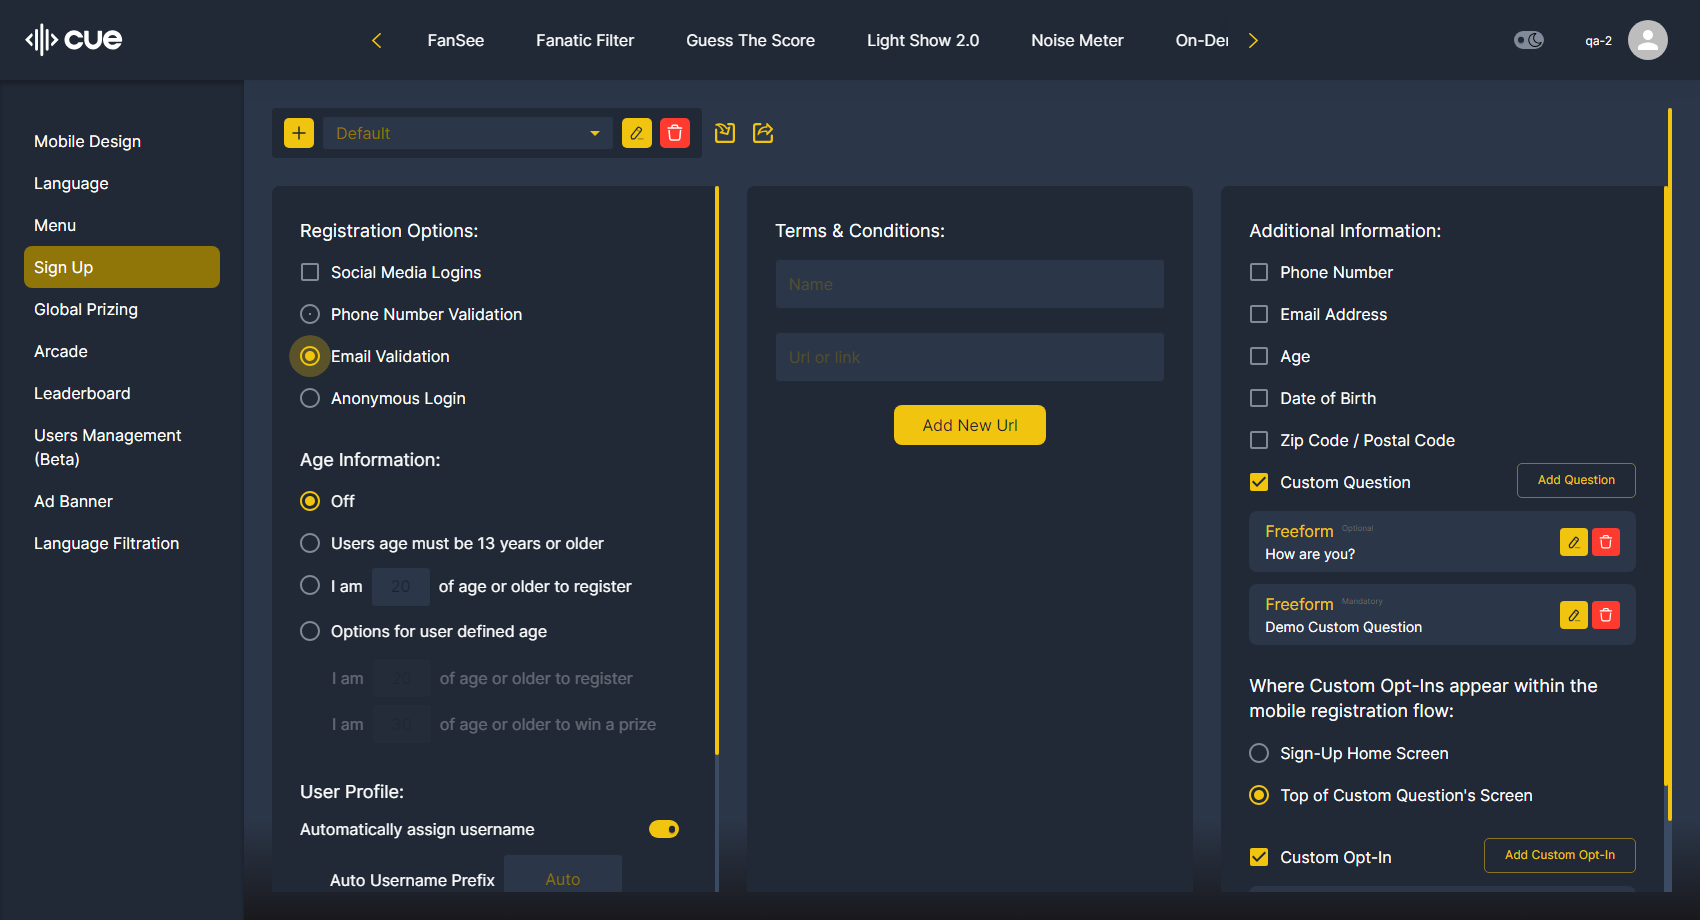 cue
FanSee
Fanatic Filter
Guess The Score
Light Show 2.0
Noise Meter
On-Der
qa-2
Mobile Design
Language
Menu
Sign Up
Global Prizing
Arcade
Leaderboard
Users Management
(Beta)
Ad Banner
Language Filtration
Default
Registration Options:
Social Media Logins
Phone Number Validation
Email Validation
Anonymous Login
Age Information:
Off
Users age must be 13 years or older
I am 20 of age or older to register
Options for user defined age
I am 20 of age or older to register
I am 30 of age or older to win a prize
User Profile:
Automatically assign username
Auto Username Prefix Auto
Terms & Conditions:
Name
Url or link
Add New Url
Additional Information:
Phone Number
Email Address
Age
Date of Birth
Zip Code / Postal Code
Custom Question Add Question
Freeform Optional
How are you?
Freeform Mandatory
Demo Custom Question
Where Custom Opt-Ins appear within the
mobile registration flow:
Sign-Up Home Screen
Top of Custom Question's Screen
Custom Opt-In Add Custom Opt-In